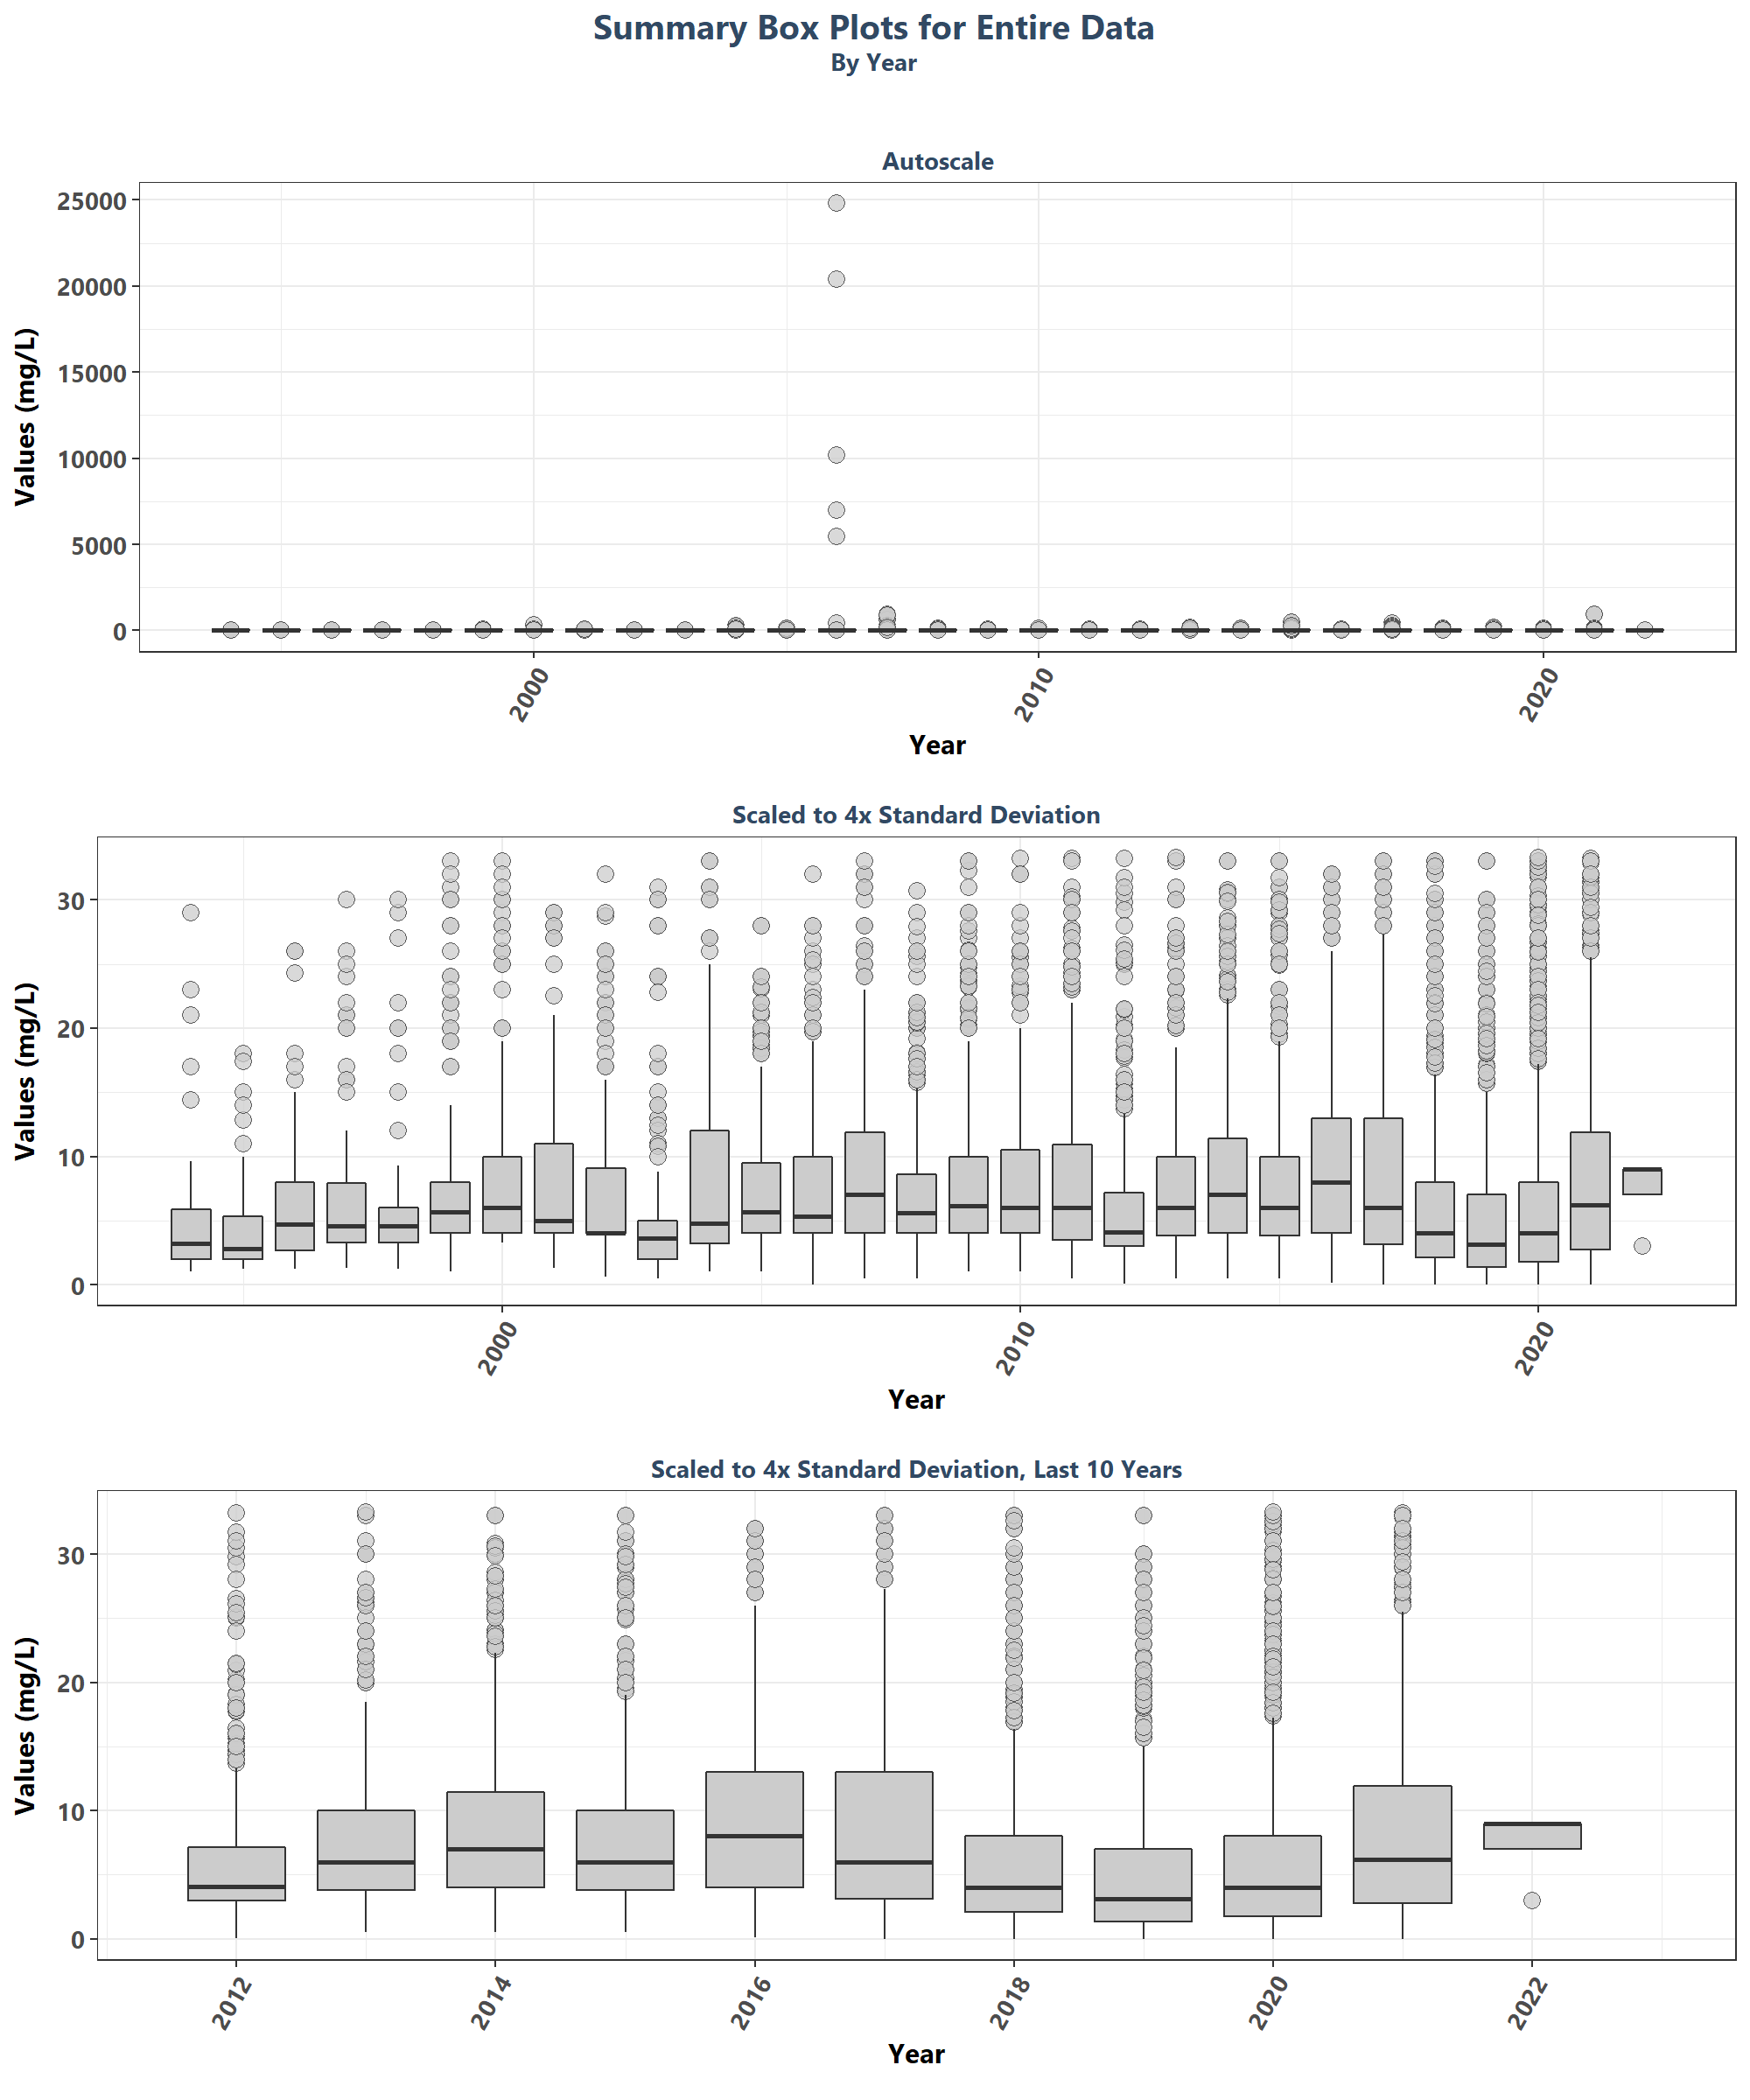 Summary Box Plots for Entire Data
By Year
Autoscale
Values (mg/L)
25000
20000
15000
10000
5000
0
2000
2010
2020
Year
Scaled to 4x Standard Deviation
Values (mg/L)
30
20
10
0
2000
2010
2020
Year
Scaled to 4x Standard Deviation, Last 10 Years
Values (mg/L)
30
20
10
0
2012
2014
2016
2018
2020
2022
Year